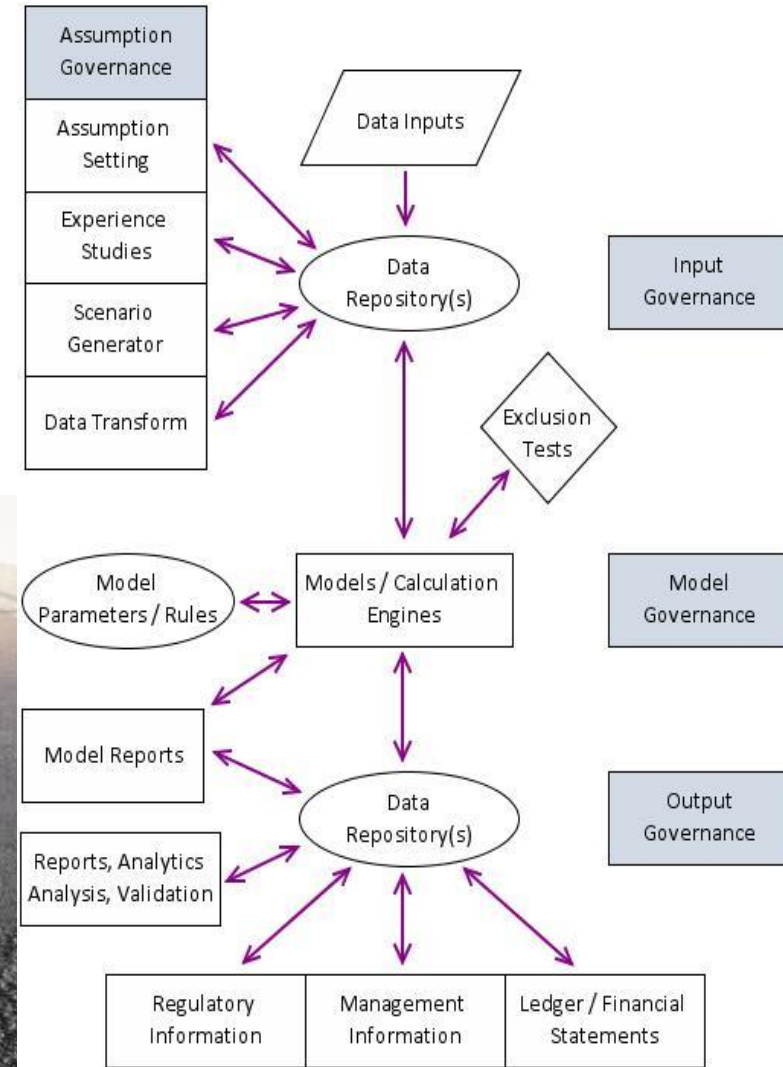 Assumption
Governance
Assumption
Setting
Experience
Studies
Scenario
Generator
Data Transform
Data Inputs
Data
Repository(s)
Input
Governance
Exclusion
Tests
Model
Parameters / Rules
Models / Calculation
Engines
Model
Governance
Model Reports
Data
Repository(s)
Output
Governance
Reports, Analytics
Analysis, Validation
Regulatory
Information
Management
Information
Ledger / Financial
Statements